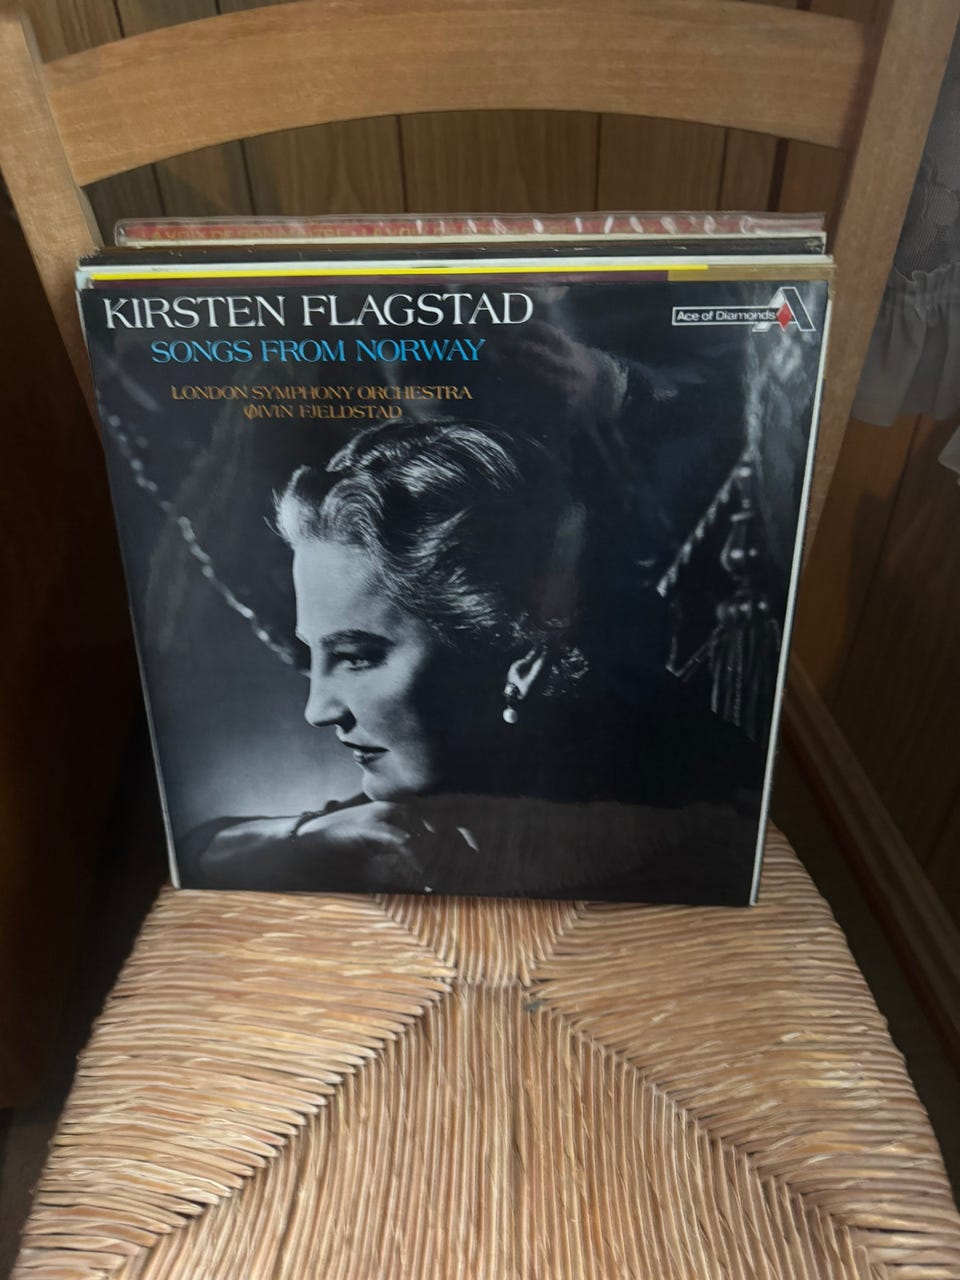 KIRSTEN FLAGSTAD
Ace of Diamonds
SONGS FROM NORWAY
LONDON SYMPHONY ORCHESTRA
ØIVIN FJELDSTAD